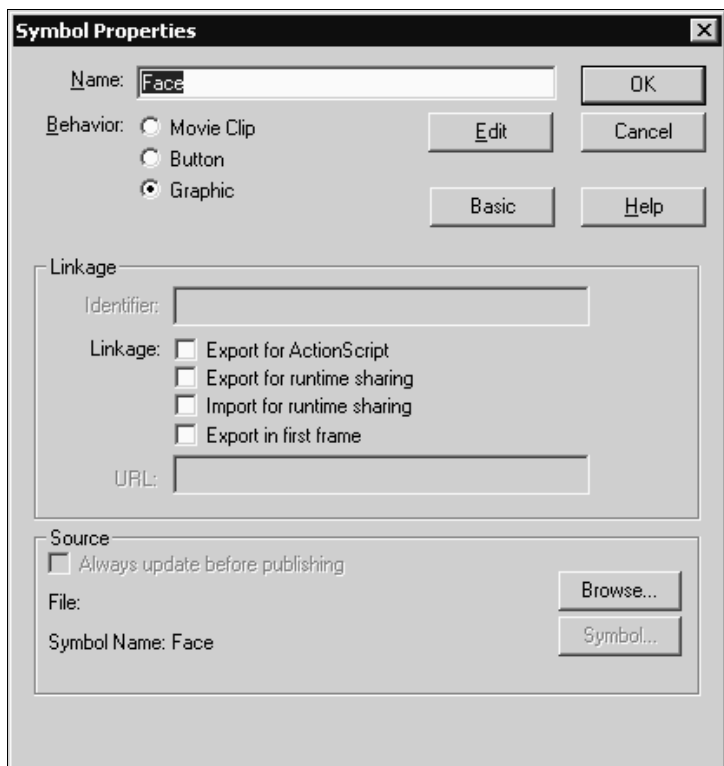 Symbol Properties
Name: Face OK
Behavior: Movie Clip Edit Cancel
Button
Graphic Basic Help
Linkage
Identifier:
Linkage: Export for ActionScript
Export for runtime sharing
Import for runtime sharing
Export in first frame
URL:
Source
Always update before publishing
File: Browse...
Symbol Name: Face Symbol...